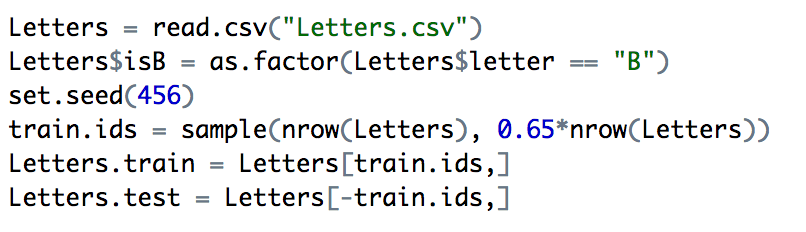 Letters = read.csv("Letters.csv")
Letters$isB = as.factor(Letters$letter == "B")
set.seed(456)
train.ids = sample(nrow(Letters), 0.65*nrow(Letters))
Letters.train = Letters[train.ids,]
Letters.test = Letters[-train.ids,]